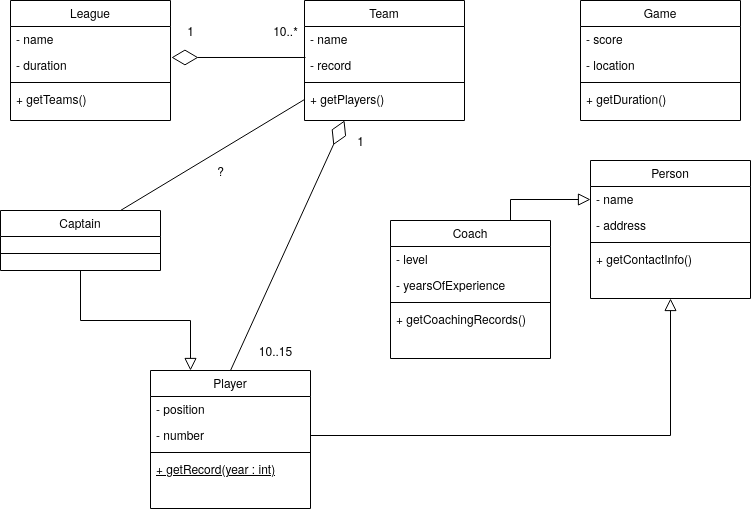 League
- name
- duration
+ getTeams()
1
10..*
Team
- name
- record
+ getPlayers()
1
Game
- score
- location
+ getDuration()
?
Captain
Coach
- level
- yearsOfExperience
+ getCoachingRecords()
Person
- name
- address
+ getContactInfo()
10..15
Player
- position
- number
+ getRecord(year : int)